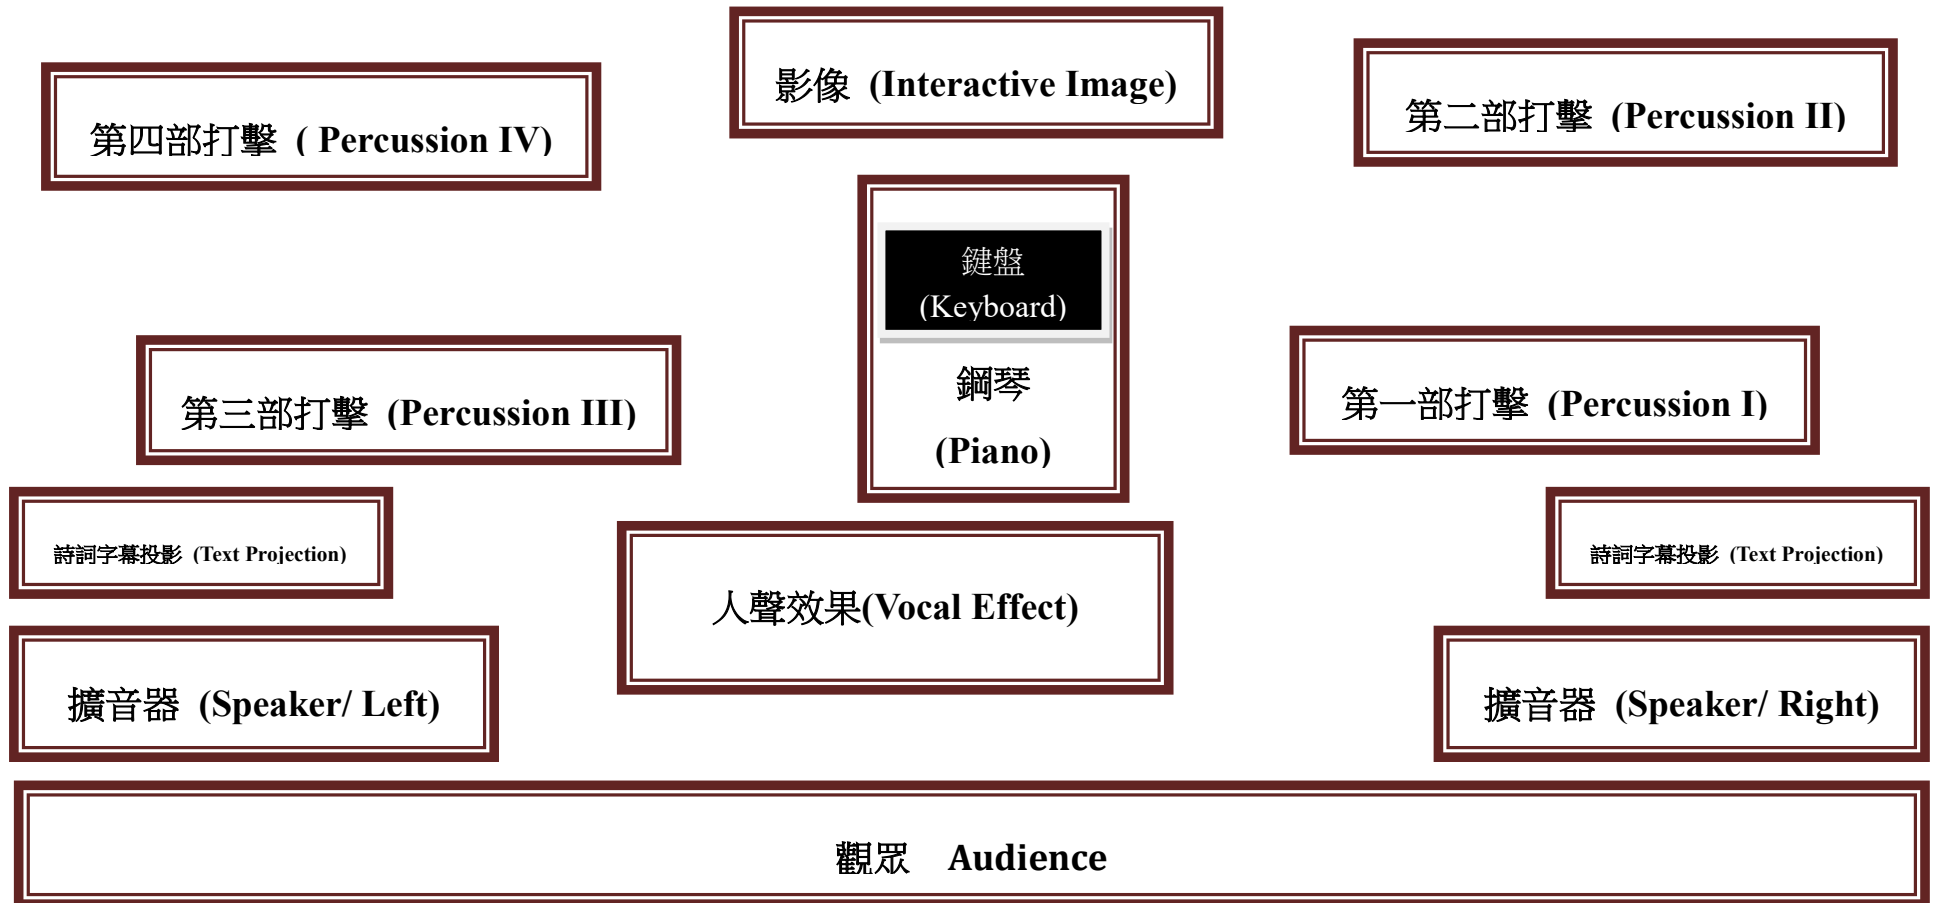 影像 (Interactive Image)
第四部打擊 ( Percussion IV)
第二部打擊 (Percussion II)
鍵盤
(Keyboard)
鋼琴
(Piano)
第三部打擊 (Percussion III)
第一部打擊 (Percussion I)
詩詞字幕投影 (Text Projection)
詩詞字幕投影 (Text Projection)
人聲效果(Vocal Effect)
擴音器 (Speaker/ Left)
擴音器 (Speaker/ Right)
觀眾 Audience